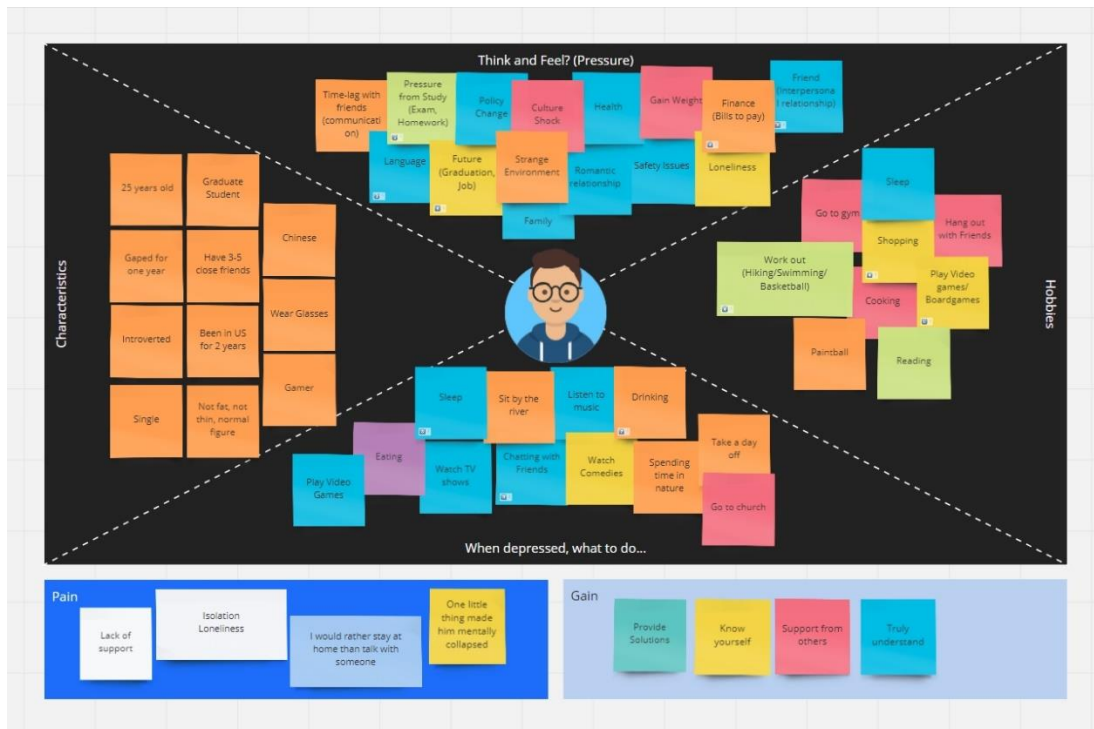 Think and Feel? (Pressure)
Time-lag with
friends
(communicati
on)
Pressure
from Study
(Exam,
Homework)
Policy
Change
Culture
Shock
Health
Gain Weight
Finance
(Bills to pay)
Friend
(Interpersona
l relationship)
Language
Future
(Graduation,
Job)
Strange
Environment
Romantic
relationship
Safety Issues
Loneliness
Family
Characteristics
25 years old
Graduate
Student
Chinese
Gaped for
one year
Have 3-5
close friends
Wear Glasses
Introverted
Been in US
for 2 years
Gamer
Single
Not fat, not
thin, normal
figure
Hobbies
Sleep
Go to gym
Hang out
with Friends
Shopping
Work out
(Hiking/Swimming/
Basketball)
Play Video
games/
Boardgames
Cooking
Paintball
Reading
Sleep
Sit by the
river
Listen to
music
Drinking
Eating
Play Video
Games
Watch TV
shows
Chatting with
Friends
Watch
Comedies
Spending
time in
nature
Take a day
off
Go to church
When depressed, what to do...
Pain
Lack of
support
Isolation
Loneliness
I would rather stay at
home than talk with
someone
One little
thing made
him mentally
collapsed
Gain
Provide
Solutions
Know
yourself
Support from
others
Truly
understand